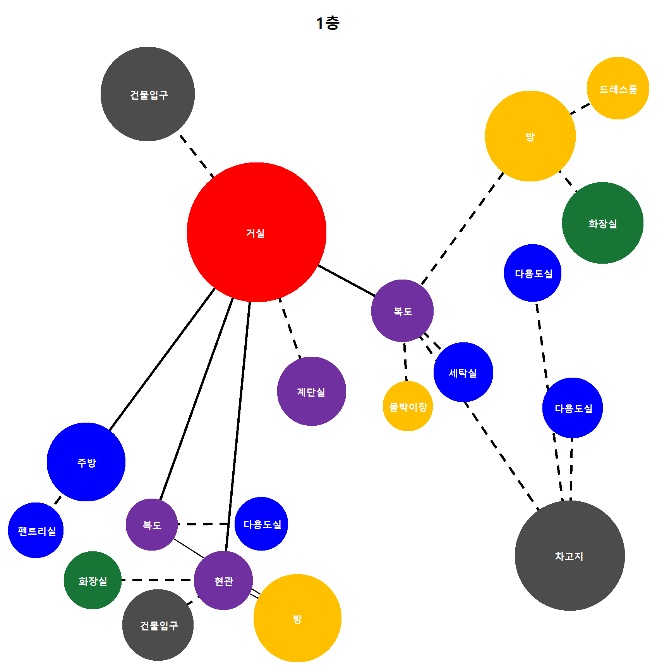 1층
드레스룸
건물입구
방
화장실
거실
다용도실
복도
세탁실
계단실
붙박이장
다용도실
주방
복도
다용도실
펜트리실
차고지
화장실
현관
방
건물입구